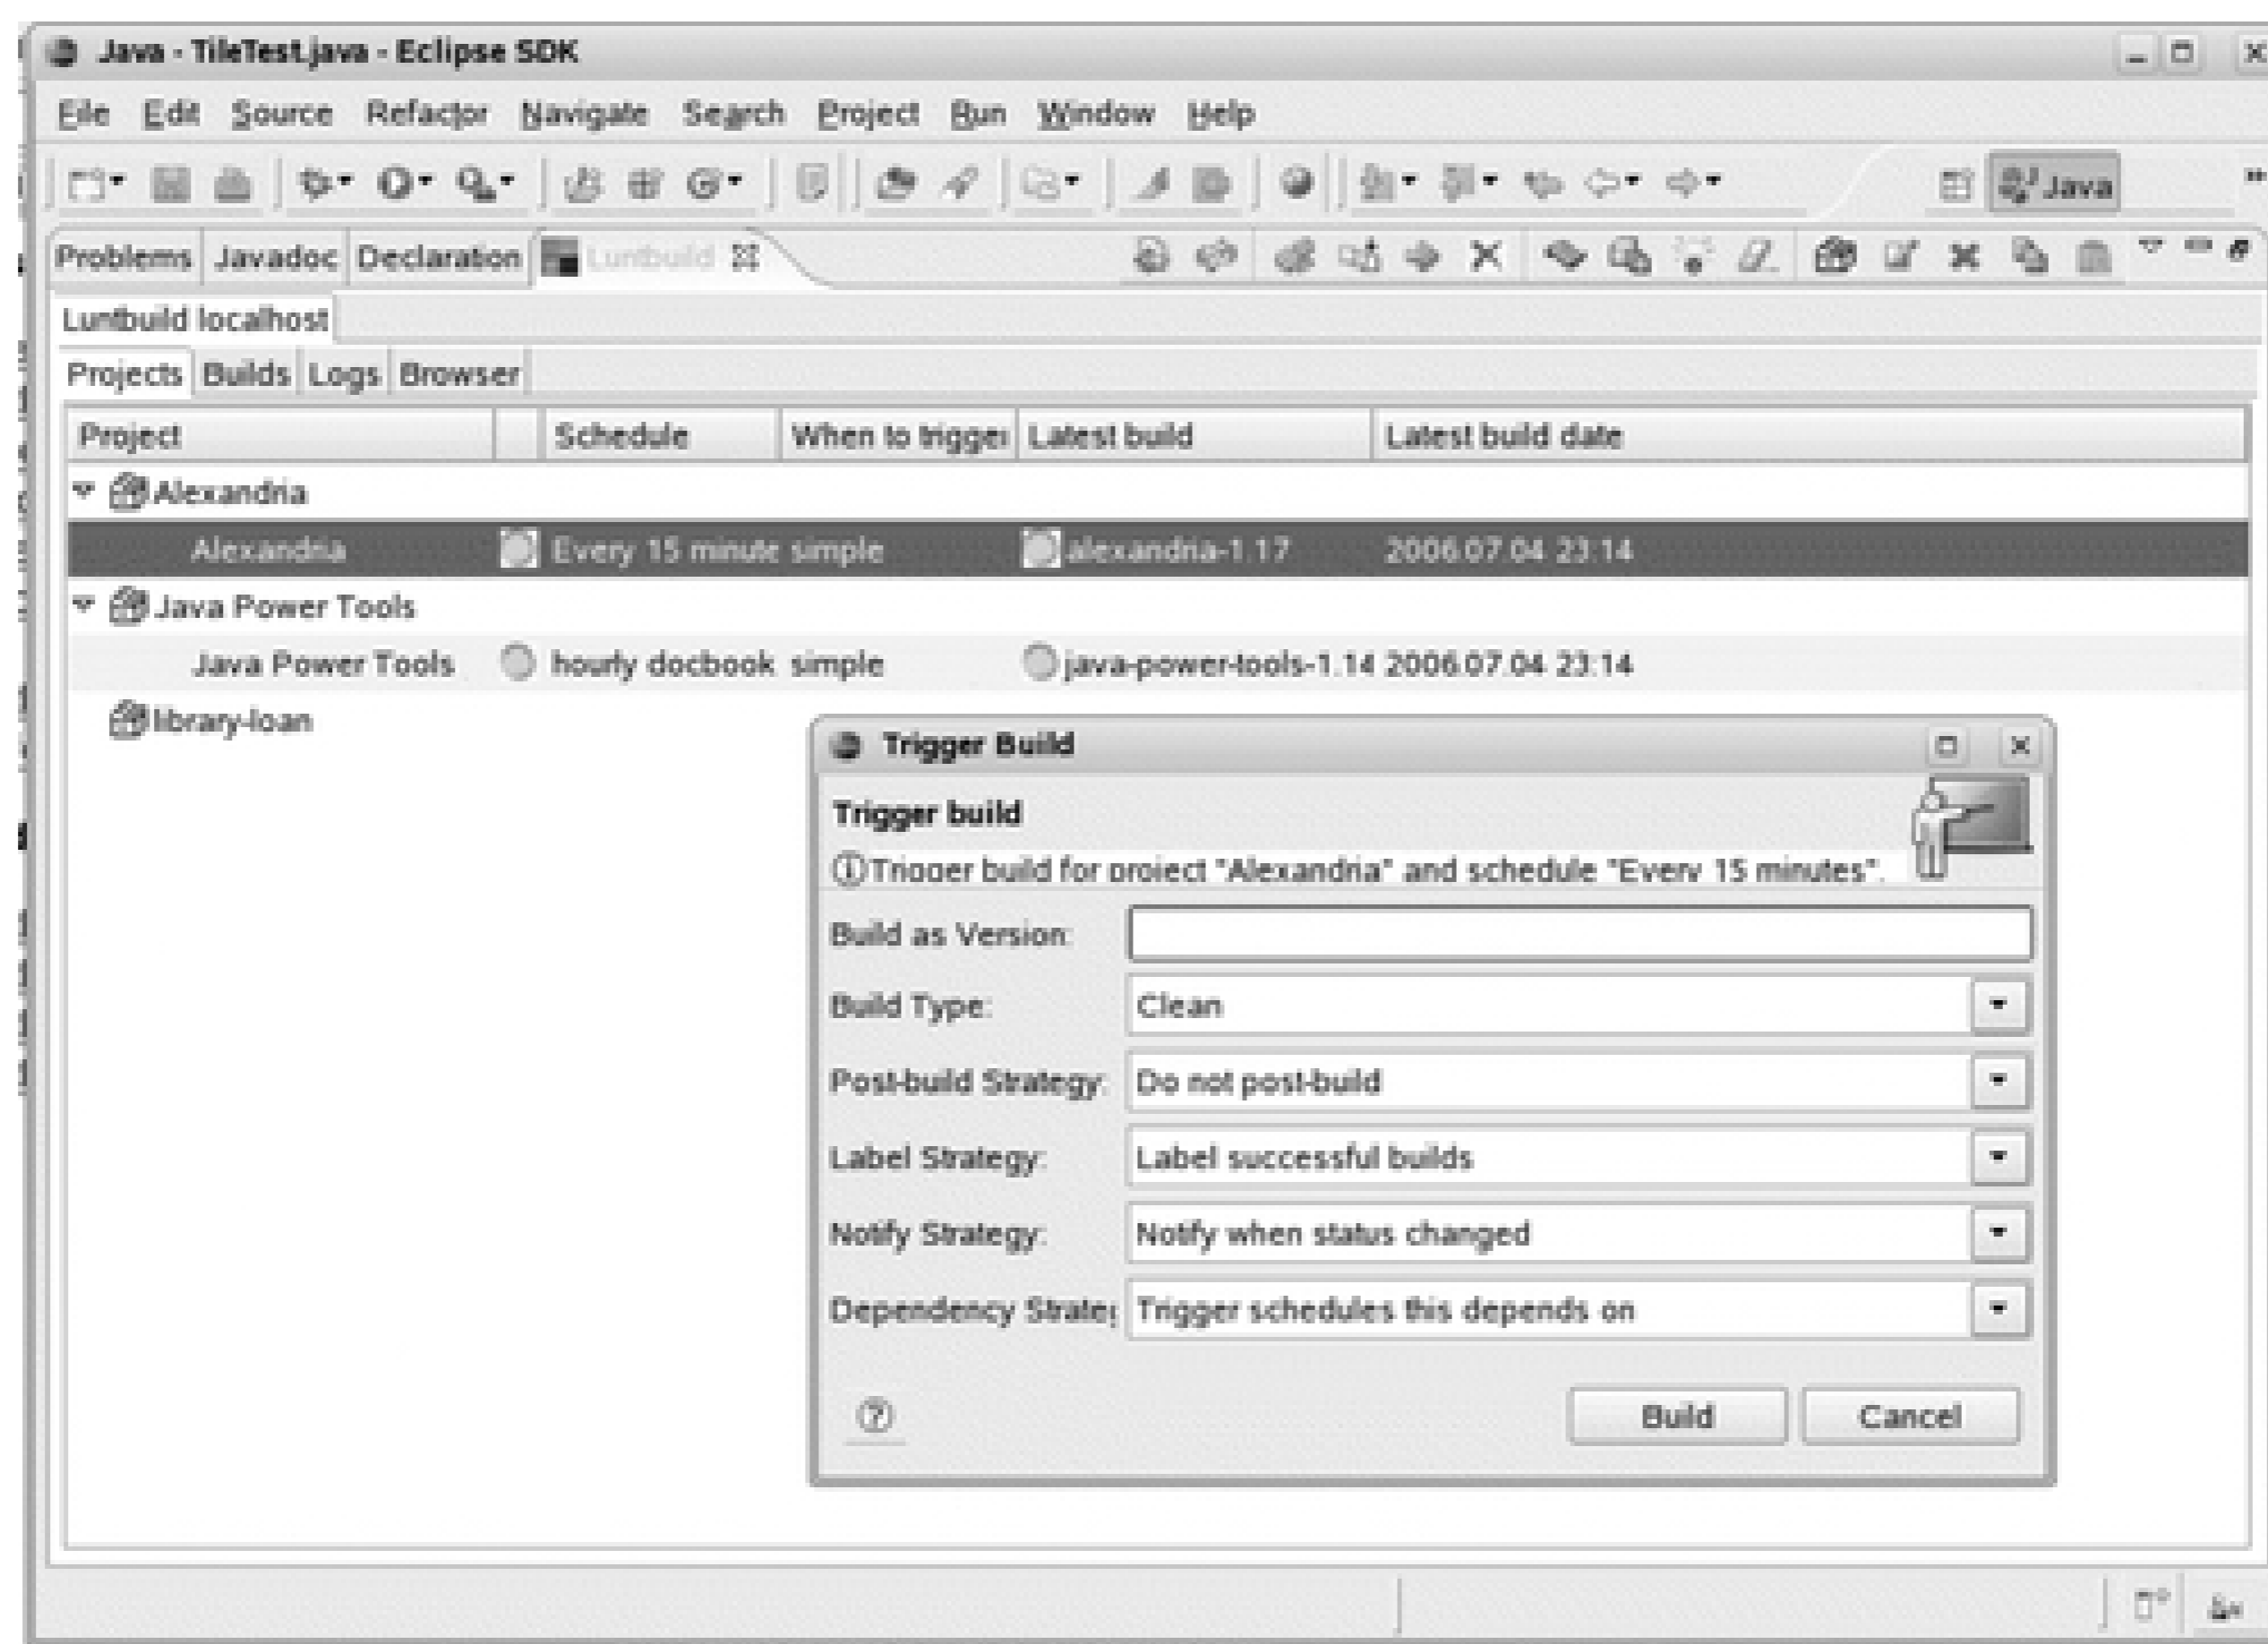 Java - TileTest.java - Eclipse SDK
File Edit Source Refactor Navigate Search Project Run Window Help
Java
Problems Javadoc Declaration Luntbuild
Luntbuild localhost
Projects Builds Logs Browser
Project Schedule When to trigger Latest build Latest build date
Alexandria
Alexandria Every 15 minute simple alexandria-1.17 2006.07.04 23:14
Java Power Tools
Java Power Tools hourly docbook simple java-power-tools-1.14 2006.07.04 23:14
library-loan
Trigger Build
Trigger build
Trigger build for project "Alexandria" and schedule "Every 15 minutes".
Build as Version:
Build Type: Clean
Post-build Strategy: Do not post-build
Label Strategy: Label successful builds
Notify Strategy: Notify when status changed
Dependency Strateg Trigger schedules this depends on
Build Cancel